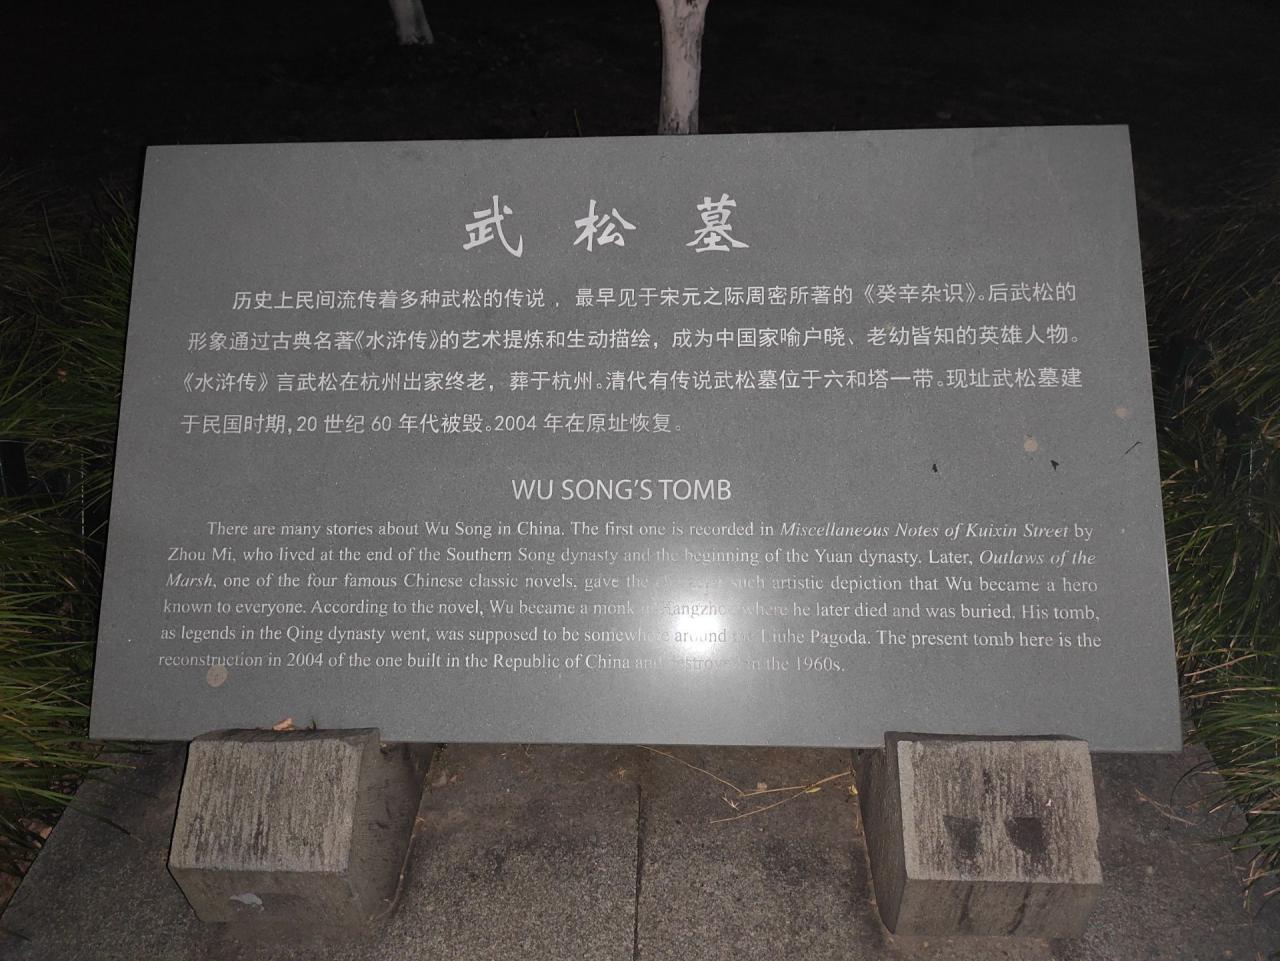 武松墓
历史上民间流传着多种武松的传说，最早见于宋元之际周密所著的《癸辛杂识》。后武松的
形象通过古典名著《水浒传》的艺术提炼和生动描绘，成为中国家喻户晓、老幼皆知的英雄人物。
《水浒传》言武松在杭州出家终老，葬于杭州。清代有传说武松墓位于六和塔一带。现址武松墓建
于民国时期,20世纪60年代被毁。2004年在原址恢复。
WU SONG'S TOMB
There are many stories about Wu Song in China. The first one is recorded in Miscellaneous Notes of Kuixin Street by
Zhou Mi, who lived at the end of the Southern Song dynasty and the beginning of the Yuan dynasty. Later, Outlaws of the
Marsh, one of the four famous Chinese classic novels, gave the such artistic depiction that Wu became a hero
known to everyone. According to the novel, Wu became a monk in Hangzhou where he later died and was buried. His tomb,
as legends in the Qing dynasty went, was supposed to be somewhere around the Liuhe Pagoda. The present tomb here is the
reconstruction in 2004 of the one built in the Republic of China and destroyed in the 1960s.